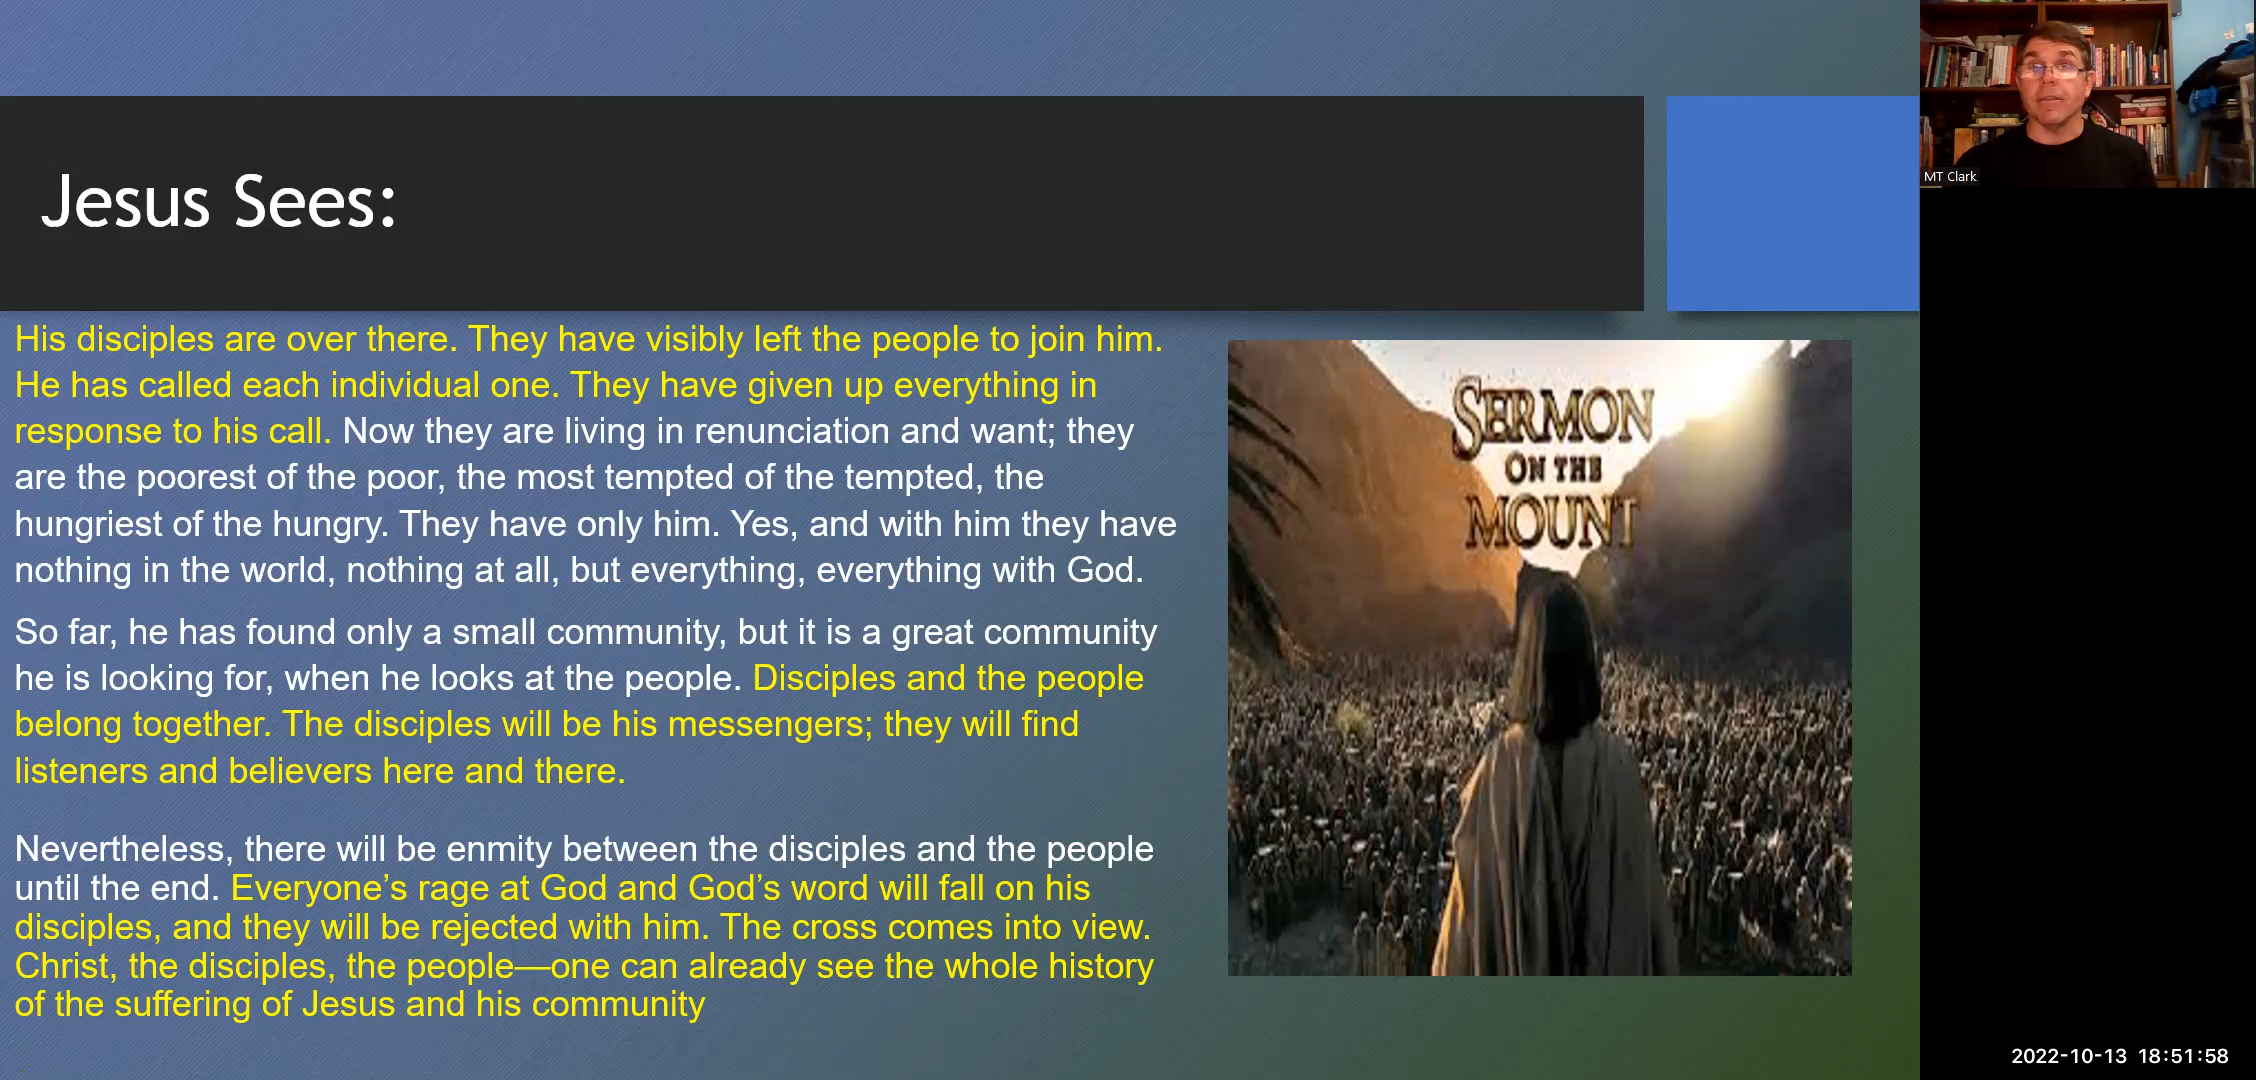 Jesus Sees:
His disciples are over there. They have visibly left the people to join him.
He has called each individual one. They have given up everything in
response to his call. Now they are living in renunciation and want; they
are the poorest of the poor, the most tempted of the tempted, the
hungriest of the hungry. They have only him. Yes, and with him they have
nothing in the world, nothing at all, but everything, everything with God.
So far, he has found only a small community, but it is a great community
he is looking for, when he looks at the people. Disciples and the people
belong together. The disciples will be his messengers; they will find
listeners and believers here and there.
Nevertheless, there will be enmity between the disciples and the people
until the end. Everyone’s rage at God and God’s word will fall on his
disciples, and they will be rejected with him. The cross comes into view.
Christ, the disciples, the people—one can already see the whole history
of the suffering of Jesus and his community
SERMON
ON THE
MOUNT
MT Clark
2022-10-13 18:51:58